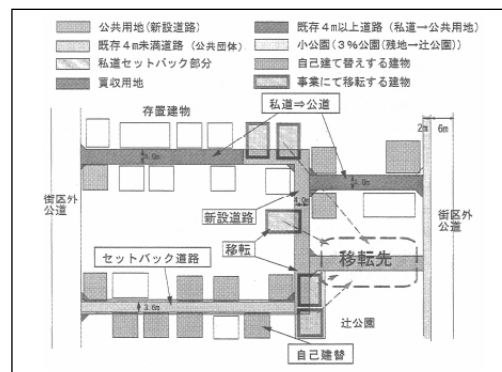 公共用地(新設道路)
既存4m以上道路(私道→公共用地)
既存4m未満道路(公共団体)
小公園(3%公園(残地→辻公園))
私道セットバック部分
自己建て替えする建物
買収用地
事業にて移転する建物
存置建物
私道⇒公道
2m
6m
街区外
公道
新設道路
4.0m
移転
移転先
街区外
公道
セットバック道路
3.6m
辻公園
自己建替